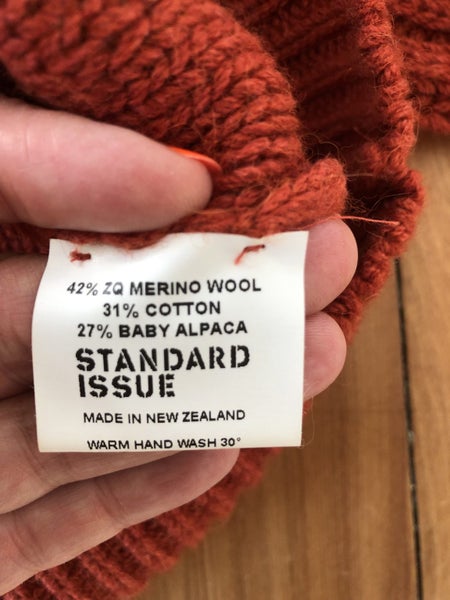 42% ZQ MERINO WOOL
31% COTTON
27% BABY ALPACA
STANDARD
ISSUE
MADE IN NEW ZEALAND
WARM HAND WASH 30°